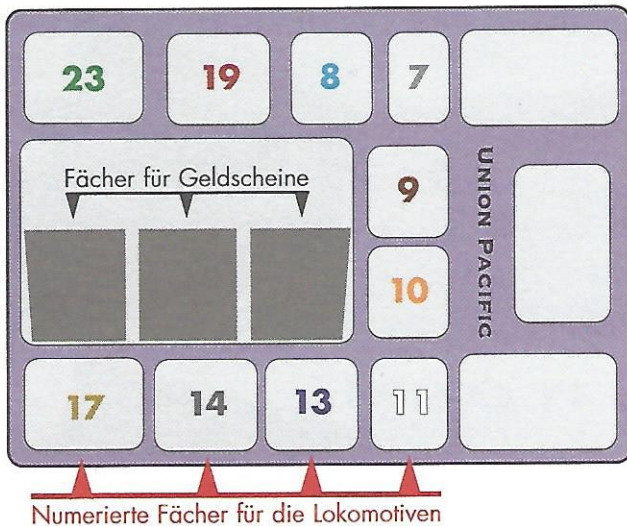 23 19 8 7
Fächer für Geldscheine
9
10
UNION PACIFIC
17 14 13 11
Numerierte Fächer für die Lokomotiven